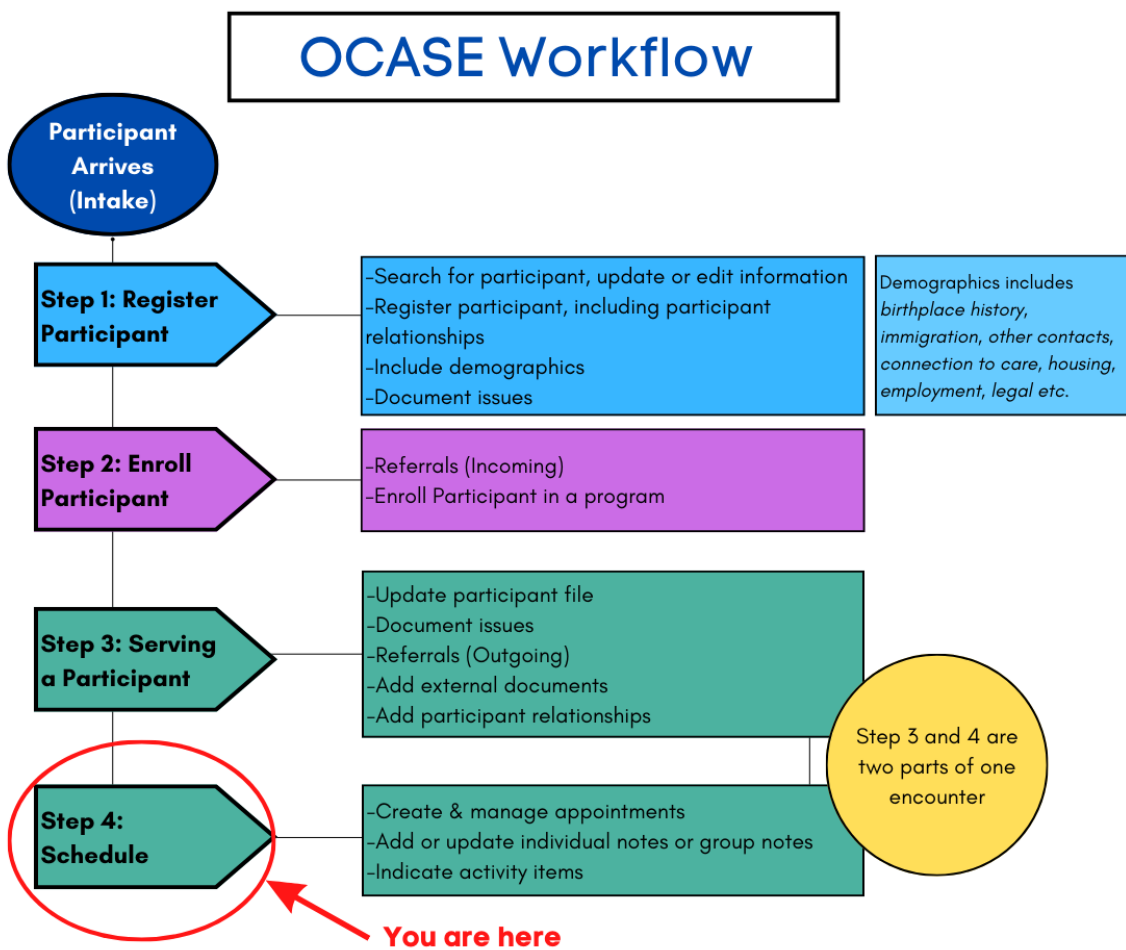 OCASE Workflow
Participant
Arrives
(Intake)
Step 1: Register
Participant
-Search for participant, update or edit information
-Register participant, including participant
relationships
-Include demographics
-Document issues
Demographics includes
birthplace history,
immigration, other contacts,
connection to care, housing,
employment, legal etc.
Step 2: Enroll
Participant
-Referrals (Incoming)
-Enroll Participant in a program
Step 3: Serving
a Participant
-Update participant file
-Document issues
-Referrals (Outgoing)
-Add external documents
-Add participant relationships
Step 3 and 4 are
two parts of one
encounter
Step 4:
Schedule
-Create & manage appointments
-Add or update individual notes or group notes
-Indicate activity items
You are here